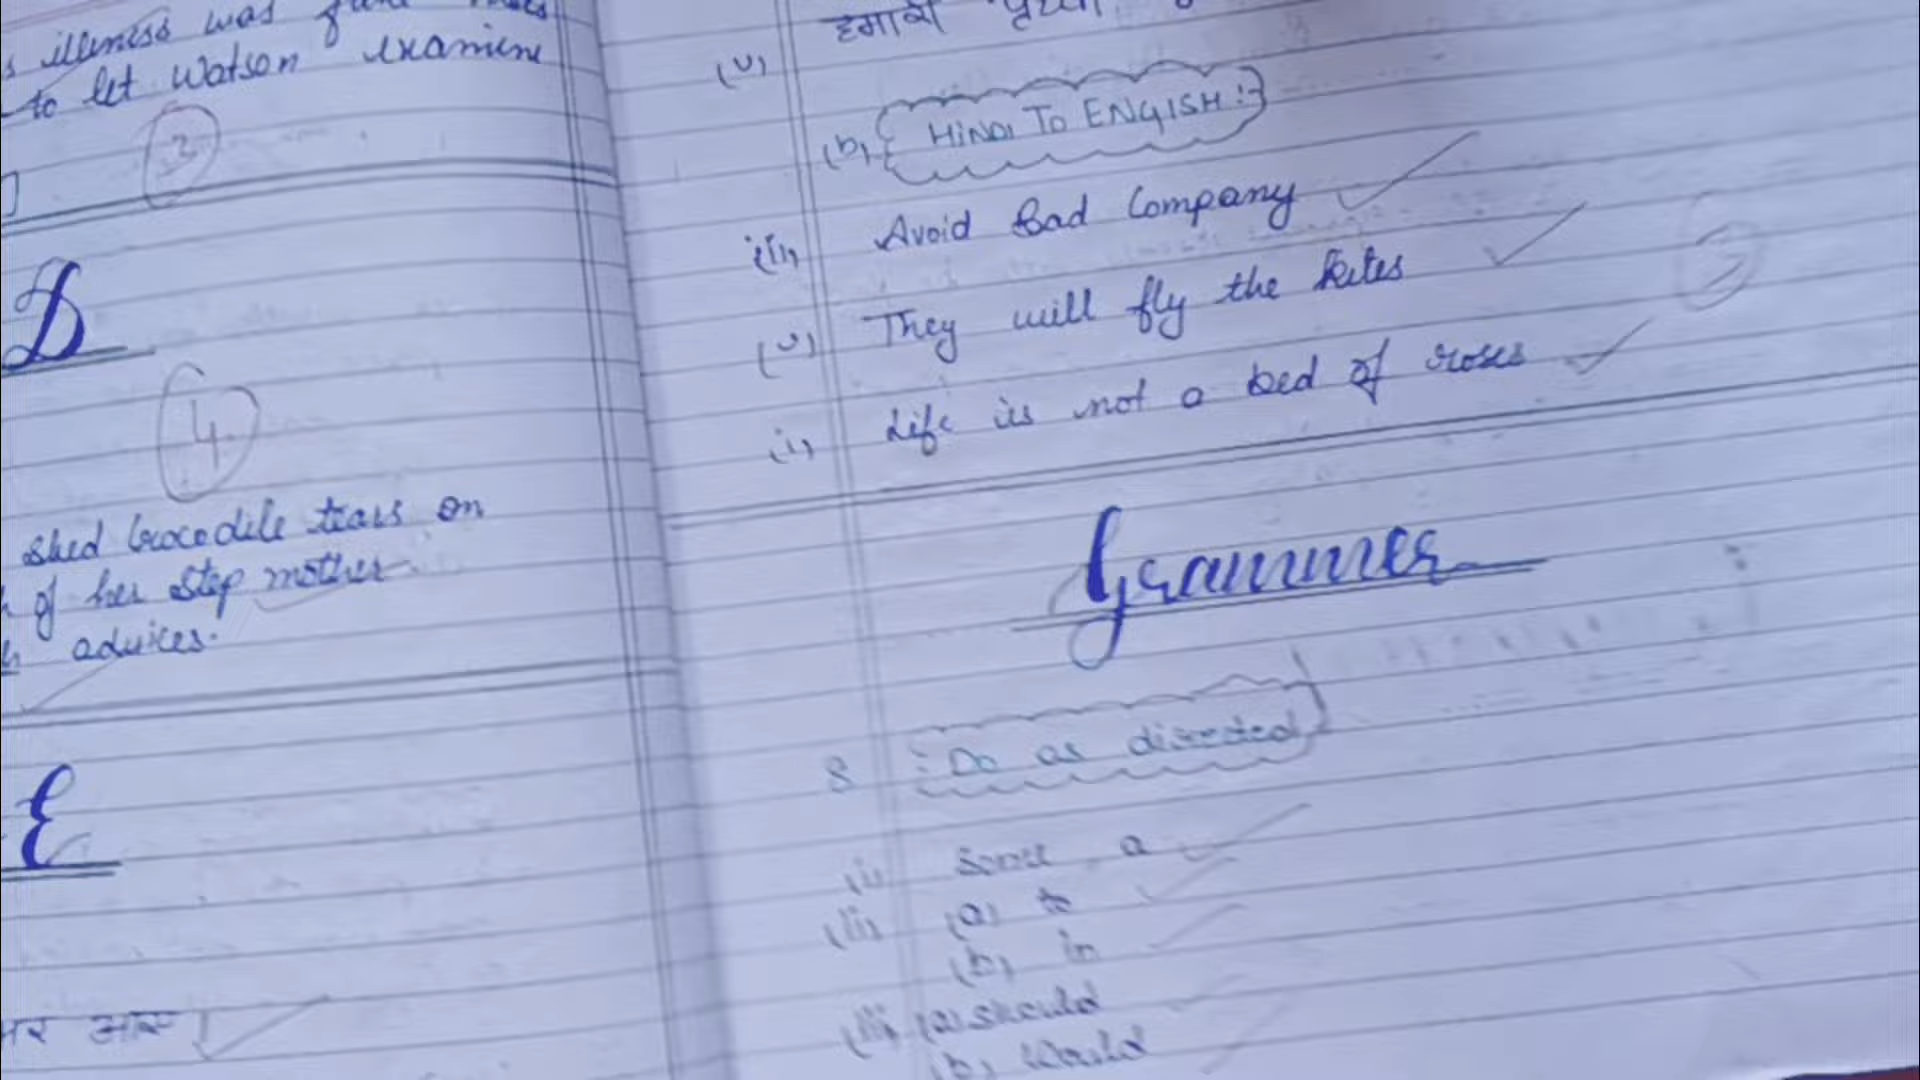 illness was
to let Watson examine
2
D
4
shed Crocodile tears on
of her step mother
advices.
E
हमारी पृथ्वी
(v)
(b) HINDI TO ENGISH :-
(iii) Avoid Bad Company
(v) They will fly the kites
(i) Life is not a bed of roses
3
Grammer
8 Do as directed
(i) Some, a
(ii) (a) to
(b) in
(iii) (a) should
(b) Would